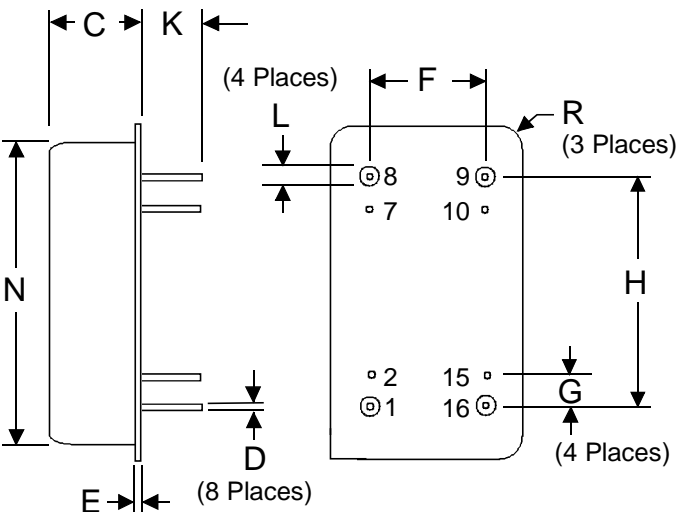 C K
(4 Places)
F
L
R
(3 Places)
8 9
7 10
N
H
2 15
G
1 16
D
(4 Places)
(8 Places)
E